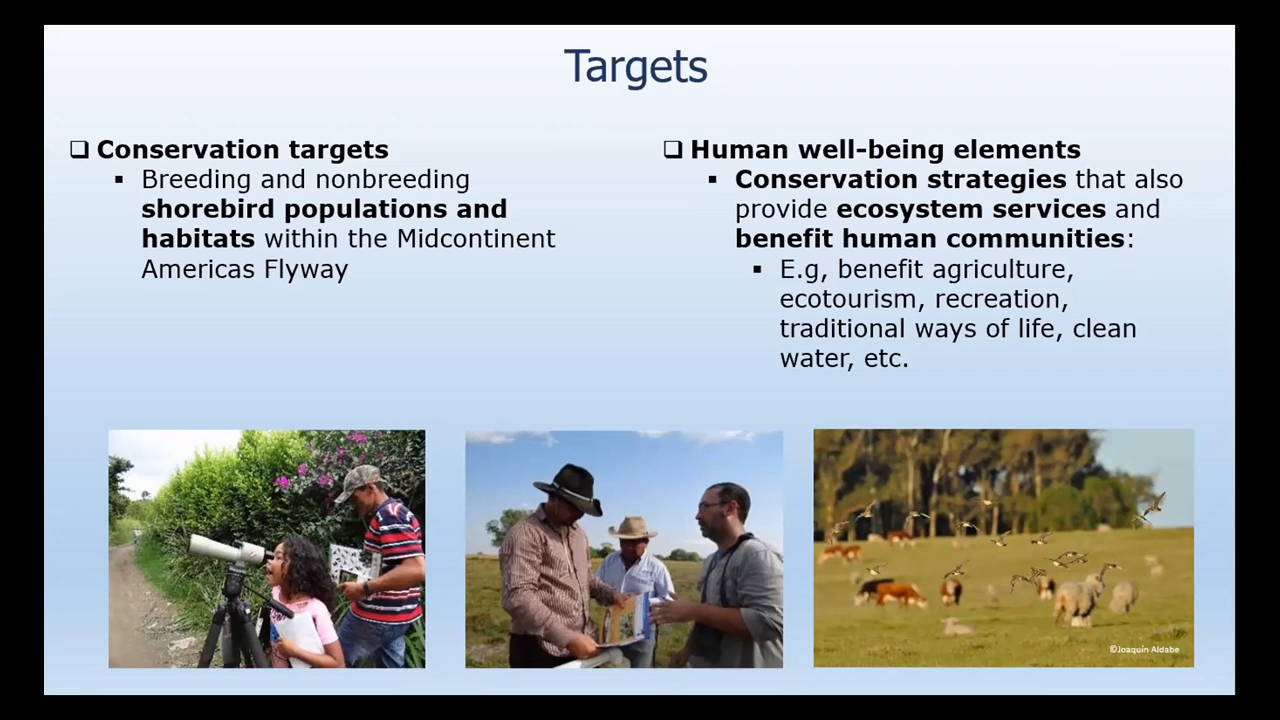 Targets
❑ Conservation targets
▪ Breeding and nonbreeding
shorebird populations and
habitats within the Midcontinent
Americas Flyway
❑ Human well-being elements
▪ Conservation strategies that also
provide ecosystem services and
benefit human communities:
▪ E.g, benefit agriculture,
ecotourism, recreation,
traditional ways of life, clean
water, etc.
©Joaquín Aldabe